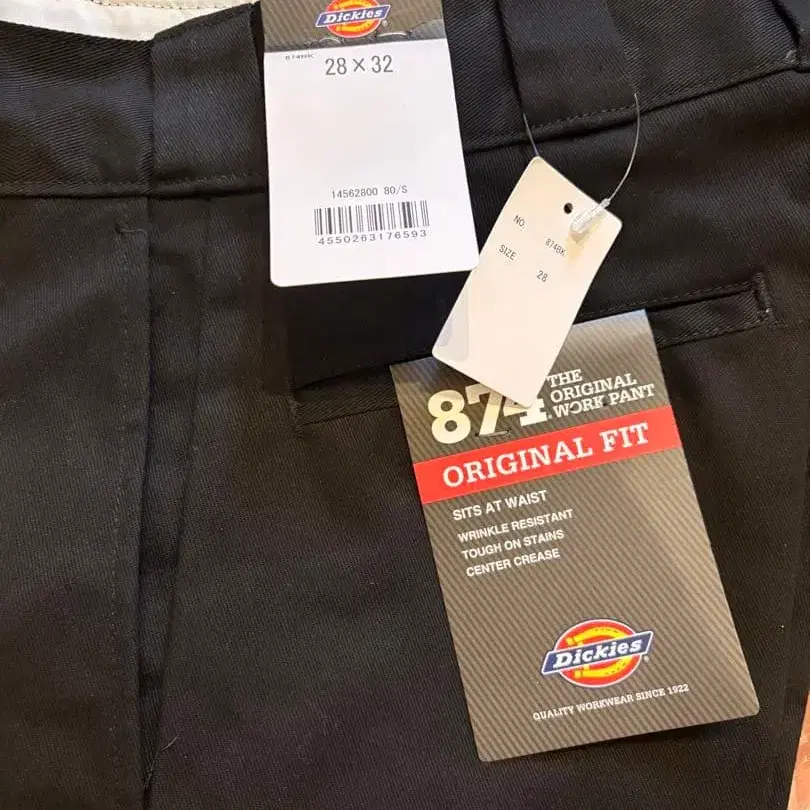 Dickies
874BK
28×32
14562800 80/S
4550263176593
NO. 874BK
SIZE 28
874 THE
ORIGINAL
WORK PANT
ORIGINAL FIT
SITS AT WAIST
WRINKLE RESISTANT
TOUGH ON STAINS
CENTER CREASE
Dickies
QUALITY WORKWEAR SINCE 1922